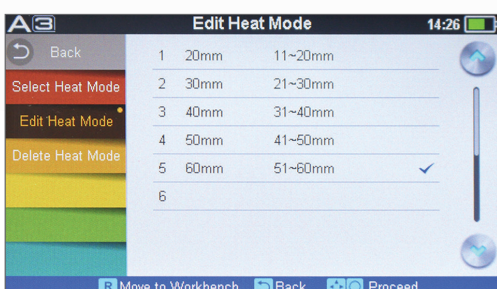 A3 Edit Heat Mode 14:26
Back
Select Heat Mode
Edit Heat Mode
Delete Heat Mode
1 20mm 11~20mm
2 30mm 21~30mm
3 40mm 31~40mm
4 50mm 41~50mm
5 60mm 51~60mm
6
R Move to Workbench Back Proceed